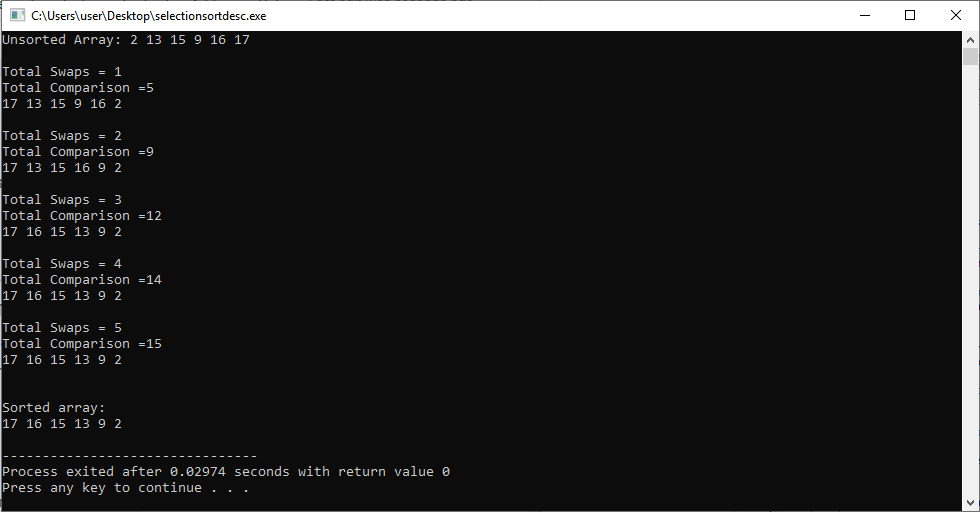 C:\Users\user\Desktop\selectionsortdesc.exe
Unsorted Array: 2 13 15 9 16 17
Total Swaps = 1
Total Comparison =5
17 13 15 9 16 2
Total Swaps = 2
Total Comparison =9
17 13 15 16 9 2
Total Swaps = 3
Total Comparison =12
17 16 15 13 9 2
Total Swaps = 4
Total Comparison =14
17 16 15 13 9 2
Total Swaps = 5
Total Comparison =15
17 16 15 13 9 2
Sorted array:
17 16 15 13 9 2
--------------------------------
Process exited after 0.02974 seconds with return value 0
Press any key to continue . . .